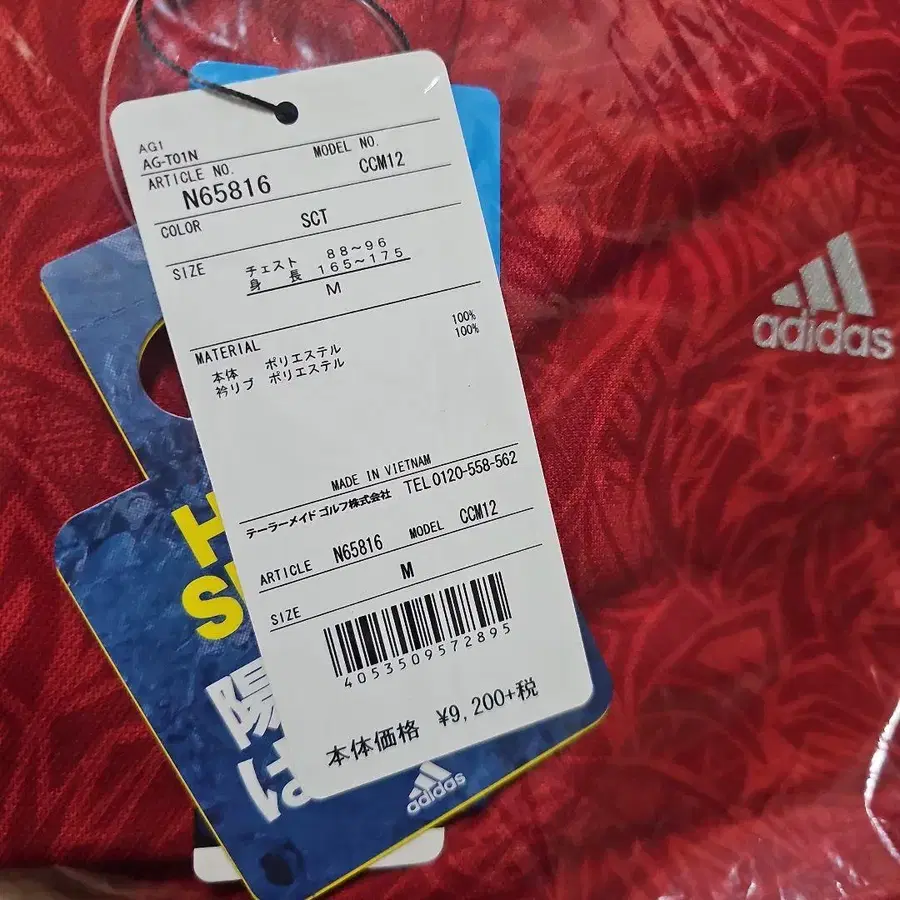 AG1
AG-T01N
ARTICLE NO. MODEL NO.
N65816 CCM12
COLOR SCT
SIZE チェスト 88~96
身 長 165~175
M
MATERIAL
本体 ポリエステル 100%
衿リブ ポリエステル 100%
MADE IN VIETNAM
テーラーメイド ゴルフ株式会社 TEL 0120-558-562
ARTICLE N65816 MODEL CCM12
SIZE M
4053509572895
本体価格 ¥9,200+税
adidas
adidas